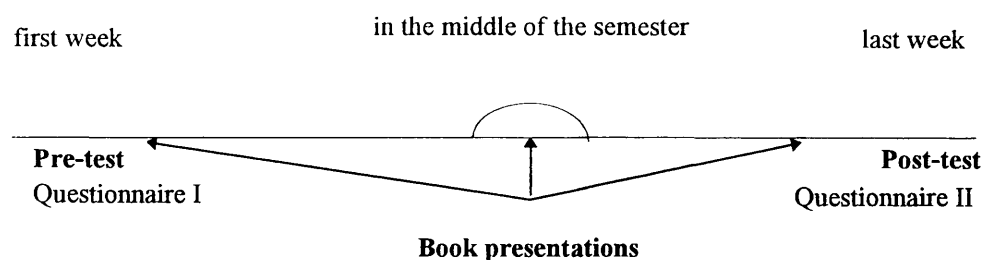 first week
in the middle of the semester
last week
Pre-test
Post-test
Questionnaire I
Questionnaire II
Book presentations